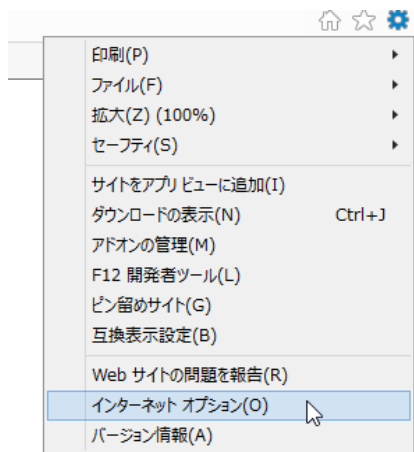 印刷(P)
ファイル(F)
拡大(Z) (100%)
セーフティ(S)
サイトをアプリ ビューに追加(I)
ダウンロードの表示(N) Ctrl+J
アドオンの管理(M)
F12 開発者ツール(L)
ピン留めサイト(G)
互換表示設定(B)
Web サイトの問題を報告(R)
インターネット オプション(O)
バージョン情報(A)